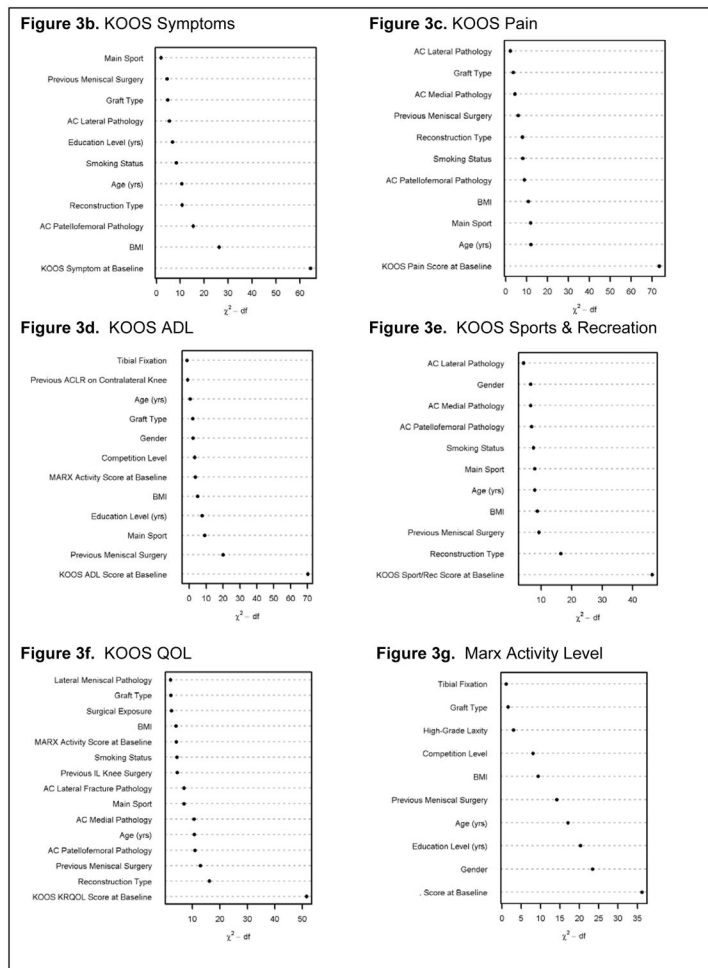 Figure 3b. KOOS Symptoms
Main Sport
Previous Meniscal Surgery
Graft Type
AC Lateral Pathology
Education Level (yrs)
Smoking Status
Age (yrs)
Reconstruction Type
AC Patellofemoral Pathology
BMI
KOOS Symptom at Baseline
0 10 20 30 40 50 60
χ² – df
Figure 3c. KOOS Pain
AC Lateral Pathology
Graft Type
AC Medial Pathology
Previous Meniscal Surgery
Reconstruction Type
Smoking Status
AC Patellofemoral Pathology
BMI
Main Sport
Age (yrs)
KOOS Pain Score at Baseline
0 10 20 30 40 50 60 70
χ² – df
Figure 3d. KOOS ADL
Tibial Fixation
Previous ACLR on Contralateral Knee
Age (yrs)
Graft Type
Gender
Competition Level
MARX Activity Score at Baseline
BMI
Education Level (yrs)
Main Sport
Previous Meniscal Surgery
KOOS ADL Score at Baseline
0 10 20 30 40 50 60 70
χ² – df
Figure 3e. KOOS Sports & Recreation
AC Lateral Pathology
Gender
AC Medial Pathology
AC Patellofemoral Pathology
Smoking Status
Main Sport
Age (yrs)
BMI
Previous Meniscal Surgery
Reconstruction Type
KOOS Sport/Rec Score at Baseline
10 20 30 40
χ² – df
Figure 3f. KOOS QOL
Lateral Meniscal Pathology
Graft Type
Surgical Exposure
BMI
MARX Activity Score at Baseline
Smoking Status
Previous IL Knee Surgery
AC Lateral Fracture Pathology
Main Sport
AC Medial Pathology
Age (yrs)
AC Patellofemoral Pathology
Previous Meniscal Surgery
Reconstruction Type
KOOS KRQOL Score at Baseline
10 20 30 40 50
χ² – df
Figure 3g. Marx Activity Level
Tibial Fixation
Graft Type
High-Grade Laxity
Competition Level
BMI
Previous Meniscal Surgery
Age (yrs)
Education Level (yrs)
Gender
. Score at Baseline
0 5 10 15 20 25 30 35
χ² – df